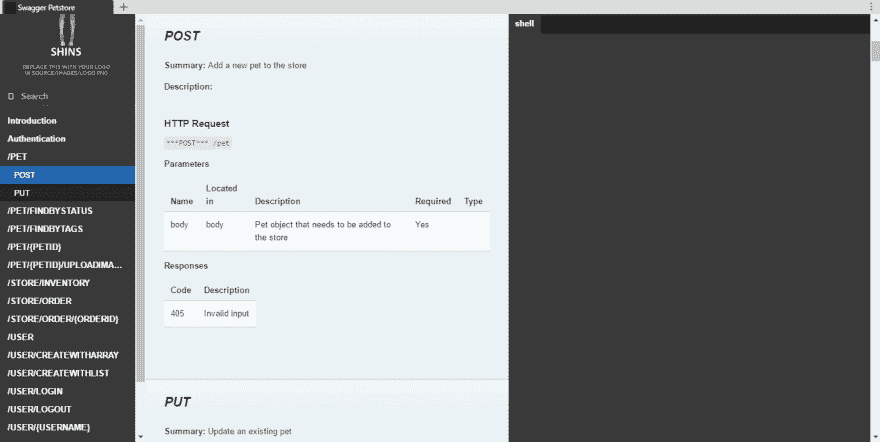 Swagger Petstore
SHINS
REPLACE THIS WITH YOUR LOGO
IN SOURCE/IMAGES/LOGO.PNG
Search
Introduction
Authentication
/PET
POST
PUT
/PET/FINDBYSTATUS
/PET/FINDBYTAGS
/PET/{PETID}
/PET/{PETID}/UPLOADIMA...
/STORE/INVENTORY
/STORE/ORDER
/STORE/ORDER/{ORDERID}
/USER
/USER/CREATEWITHARRAY
/USER/CREATEWITHLIST
/USER/LOGIN
/USER/LOGOUT
/USER/{USERNAME}
POST
Summary: Add a new pet to the store
Description:
HTTP Request
***POST*** /pet
Parameters
Name Located in Description Required Type
body body Pet object that needs to be added to the store Yes
Responses
Code Description
405 Invalid input
PUT
Summary: Update an existing pet
shell